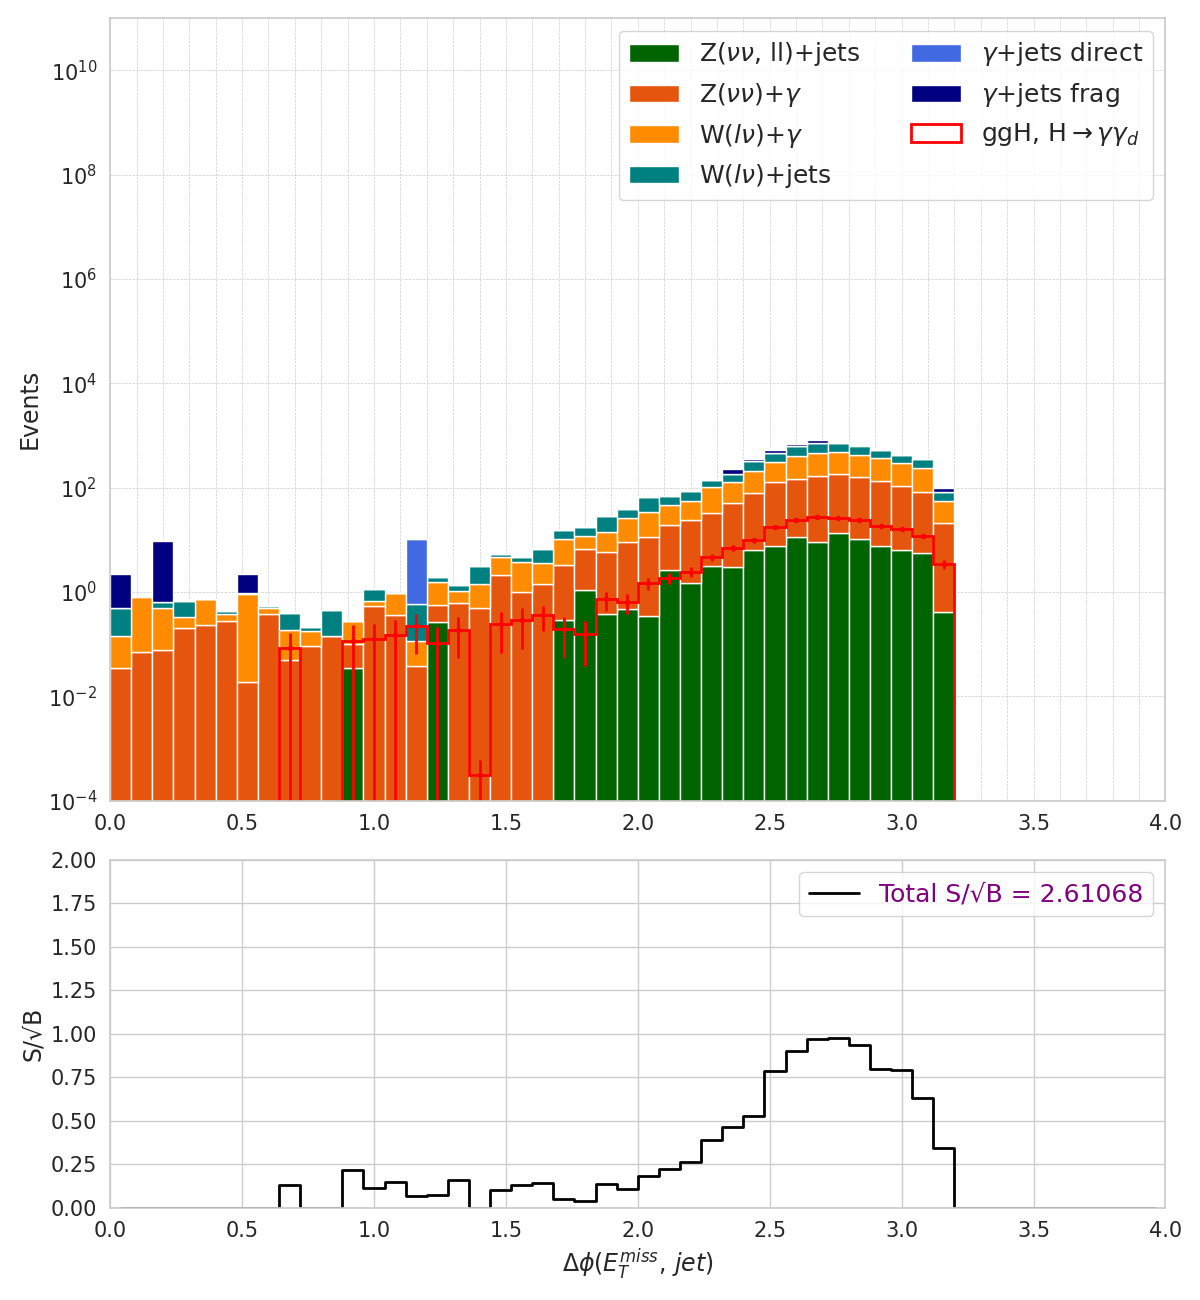 10^10
10^8
10^6
10^4
10^2
10^0
10^−2
10^−4
Events
Z(νν, ll)+jets
Z(νν)+γ
W(lν)+γ
W(lν)+jets
γ+jets direct
γ+jets frag
ggH, H→γγ_d
0.0 0.5 1.0 1.5 2.0 2.5 3.0 3.5 4.0
2.00
1.75
1.50
1.25
1.00
0.75
0.50
0.25
0.00
S/√B
Total S/√B = 2.61068
0.0 0.5 1.0 1.5 2.0 2.5 3.0 3.5 4.0
Δϕ(E_T^miss, jet)